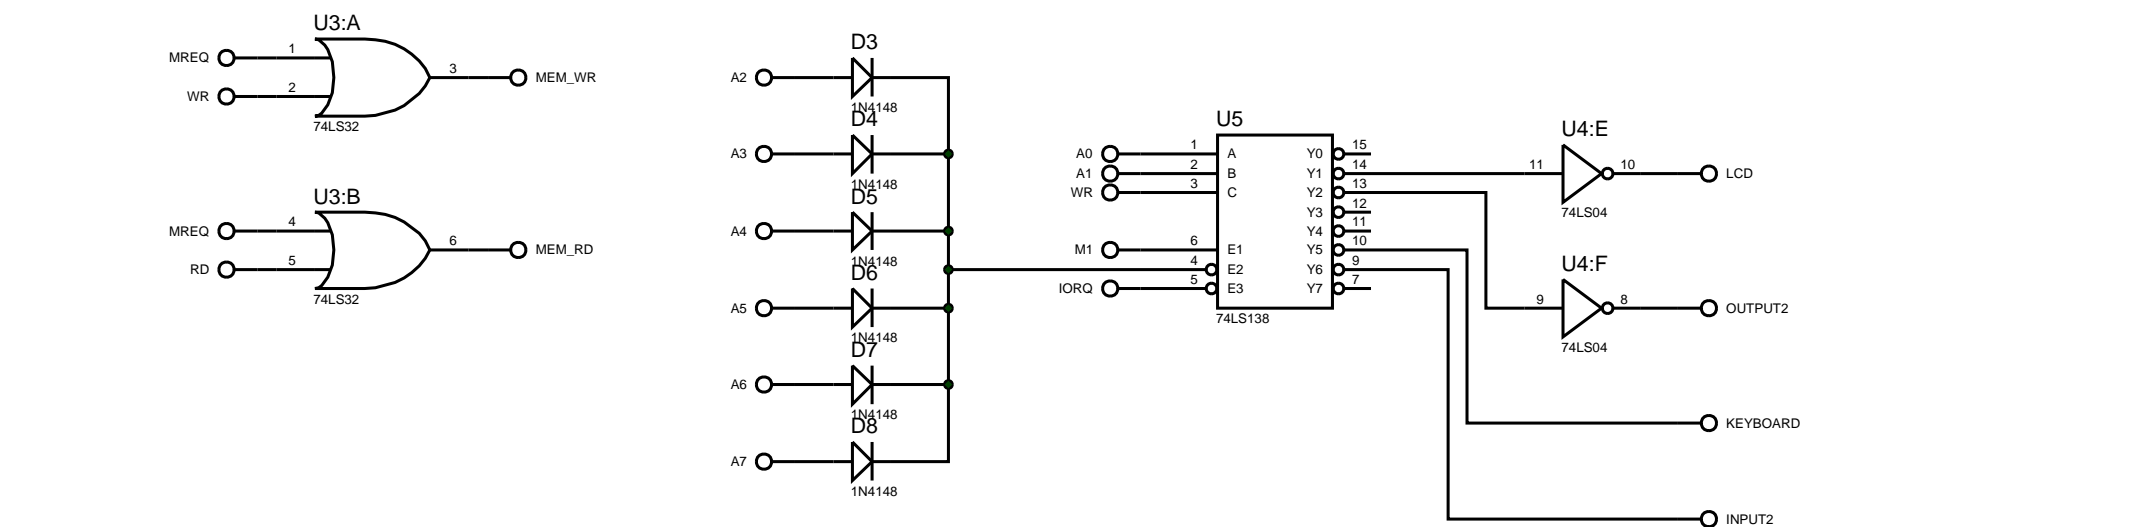 U3:A
MREQ 1
WR 2
3 MEM_WR
74LS32
U3:B
MREQ 4
RD 5
6 MEM_RD
74LS32
D3
A2
1N4148
D4
A3
1N4148
D5
A4
1N4148
D6
A5
1N4148
D7
A6
1N4148
D8
A7
1N4148
U5
A0 1 A Y0 15
A1 2 B Y1 14
WR 3 C Y2 13
Y3 12
Y4 11
M1 6 E1 Y5 10
4 E2 Y6 9
IORQ 5 E3 Y7 7
74LS138
U4:E
11 10 LCD
74LS04
U4:F
9 8 OUTPUT2
74LS04
KEYBOARD
INPUT2